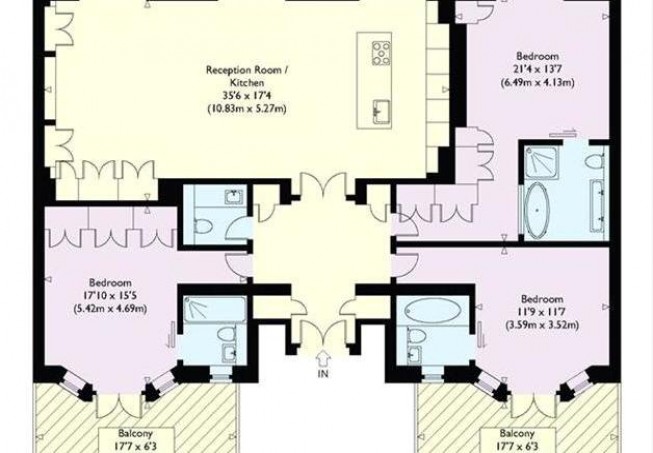 Reception Room /
Kitchen
35'6 x 17'4
(10.83m x 5.27m)
Bedroom
21'4 x 13'7
(6.49m x 4.13m)
Bedroom
17'10 x 15'5
(5.42m x 4.69m)
Bedroom
11'9 x 11'7
(3.59m x 3.52m)
IN
Balcony
17'7 x 6'3
Balcony
17'7 x 6'3